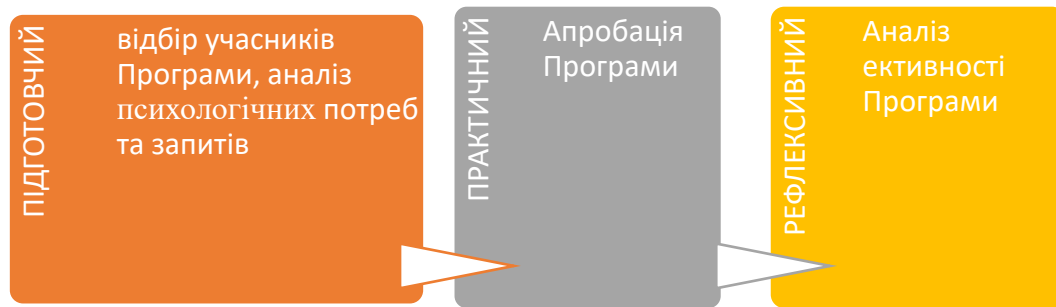 ПІДГОТОВЧИЙ
відбір учасників
Програми, аналіз
психологічних потреб
та запитів
ПРАКТИЧНИЙ
Апробація
Програми
РЕФЛЕКСИВНИЙ
Аналіз
ективності
Програми